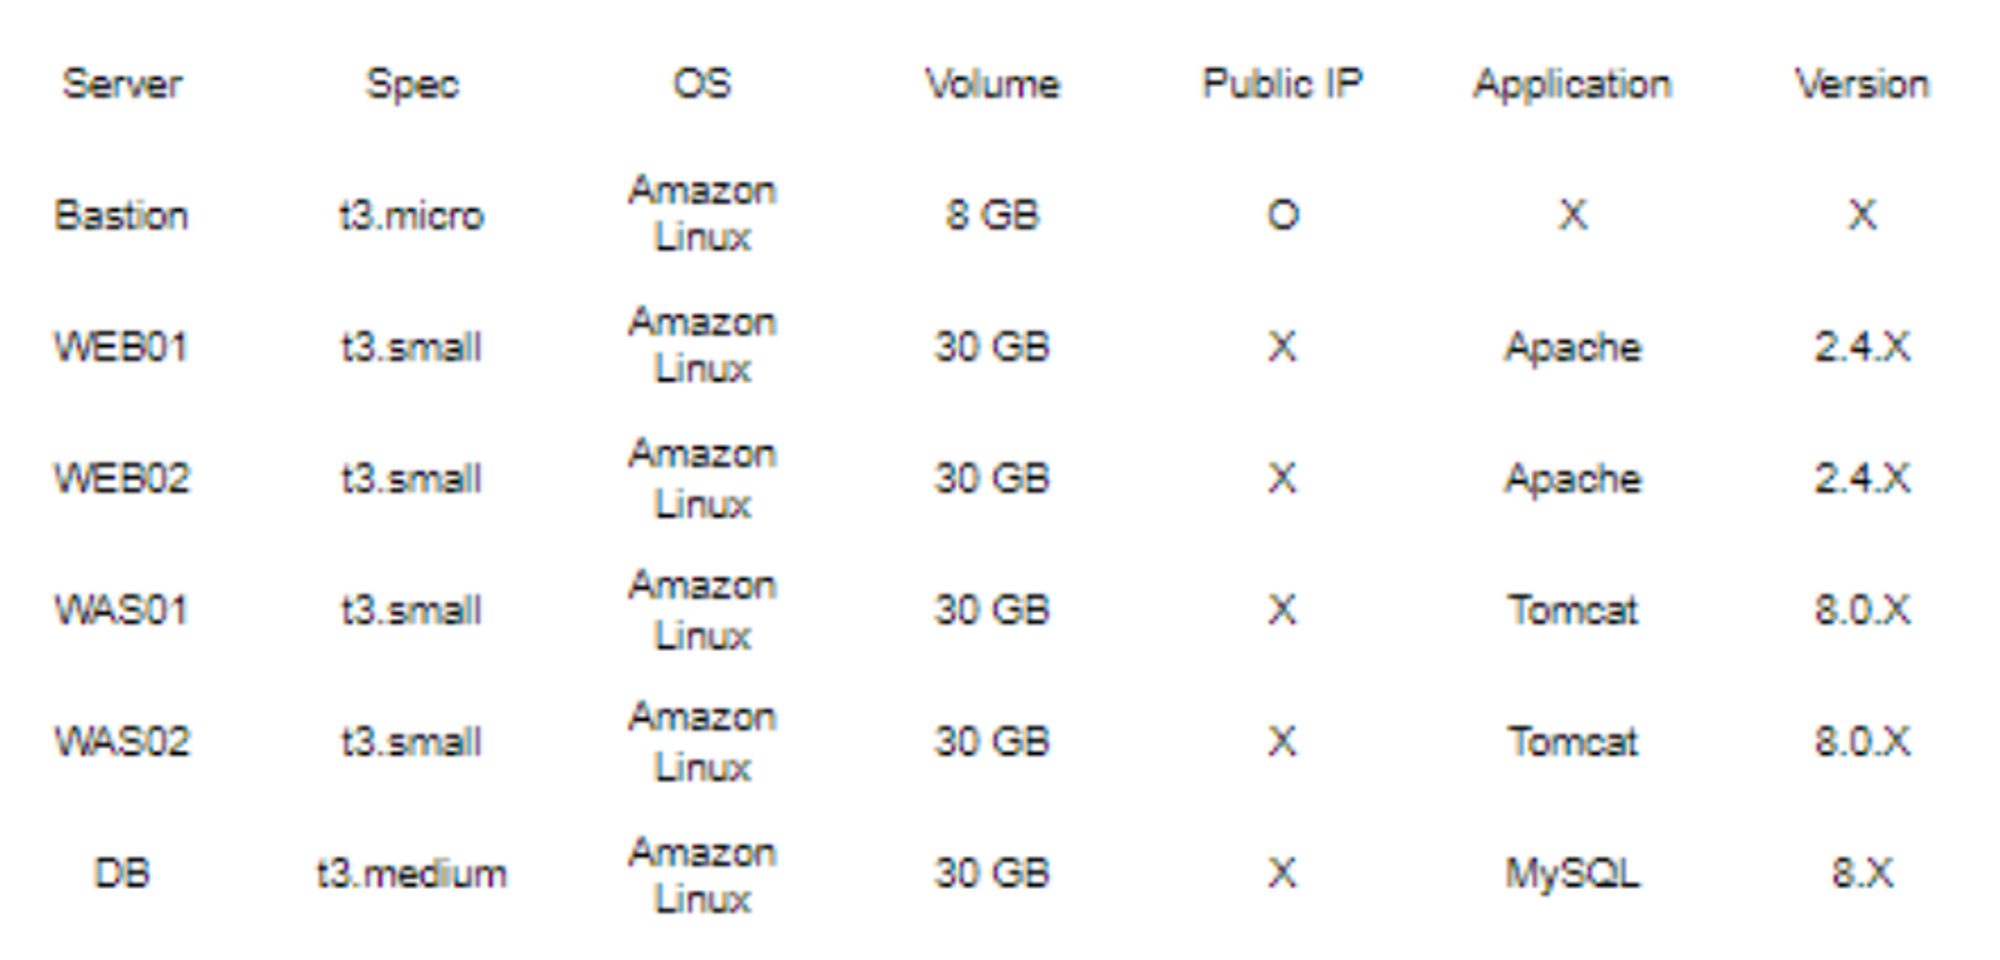 Server Spec OS Volume Public IP Application Version
Bastion t3.micro Amazon Linux 8 GB O X X
WEB01 t3.small Amazon Linux 30 GB X Apache 2.4.X
WEB02 t3.small Amazon Linux 30 GB X Apache 2.4.X
WAS01 t3.small Amazon Linux 30 GB X Tomcat 8.0.X
WAS02 t3.small Amazon Linux 30 GB X Tomcat 8.0.X
DB t3.medium Amazon Linux 30 GB X MySQL 8.X